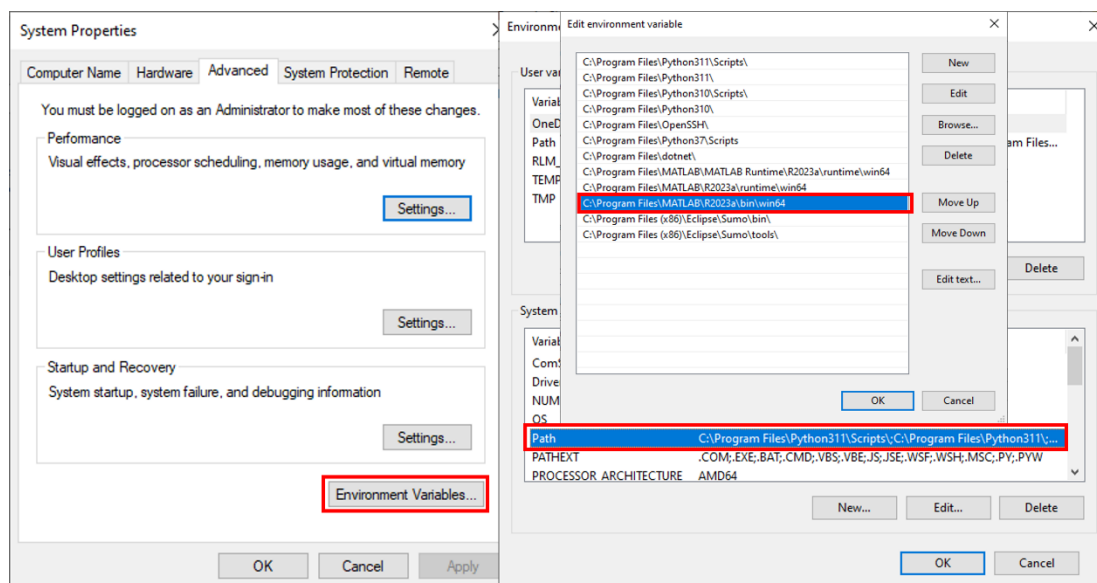 System Properties
Computer Name Hardware Advanced System Protection Remote
You must be logged on as an Administrator to make most of these changes.
Performance
Visual effects, processor scheduling, memory usage, and virtual memory
Settings...
User Profiles
Desktop settings related to your sign-in
Settings...
Startup and Recovery
System startup, system failure, and debugging information
Settings...
Environment Variables...
OK Cancel Apply
Edit environment variable
C:\Program Files\Python311\Scripts\
C:\Program Files\Python311\
C:\Program Files\Python310\Scripts\
C:\Program Files\Python310\
C:\Program Files\OpenSSH\
C:\Program Files\Python37\Scripts
C:\Program Files\dotnet\
C:\Program Files\MATLAB\MATLAB Runtime\R2023a\runtime\win64
C:\Program Files\MATLAB\R2023a\runtime\win64
C:\Program Files\MATLAB\R2023a\bin\win64
C:\Program Files (x86)\Eclipse\Sumo\bin\
C:\Program Files (x86)\Eclipse\Sumo\tools\
New
Edit
Browse...
Delete
Move Up
Move Down
Edit text...
OK Cancel
Path
RLM_
TEMP
TMP
Delete
System
NUM
OS
Path C:\Program Files\Python311\Scripts\;C:\Program Files\Python311\;...
PATHEXT .COM;.EXE;.BAT;.CMD;.VBS;.VBE;.JS;.JSE;.WSF;.WSH;.MSC;.PY;.PYW
PROCESSOR_ARCHITECTURE AMD64
New... Edit... Delete
OK Cancel